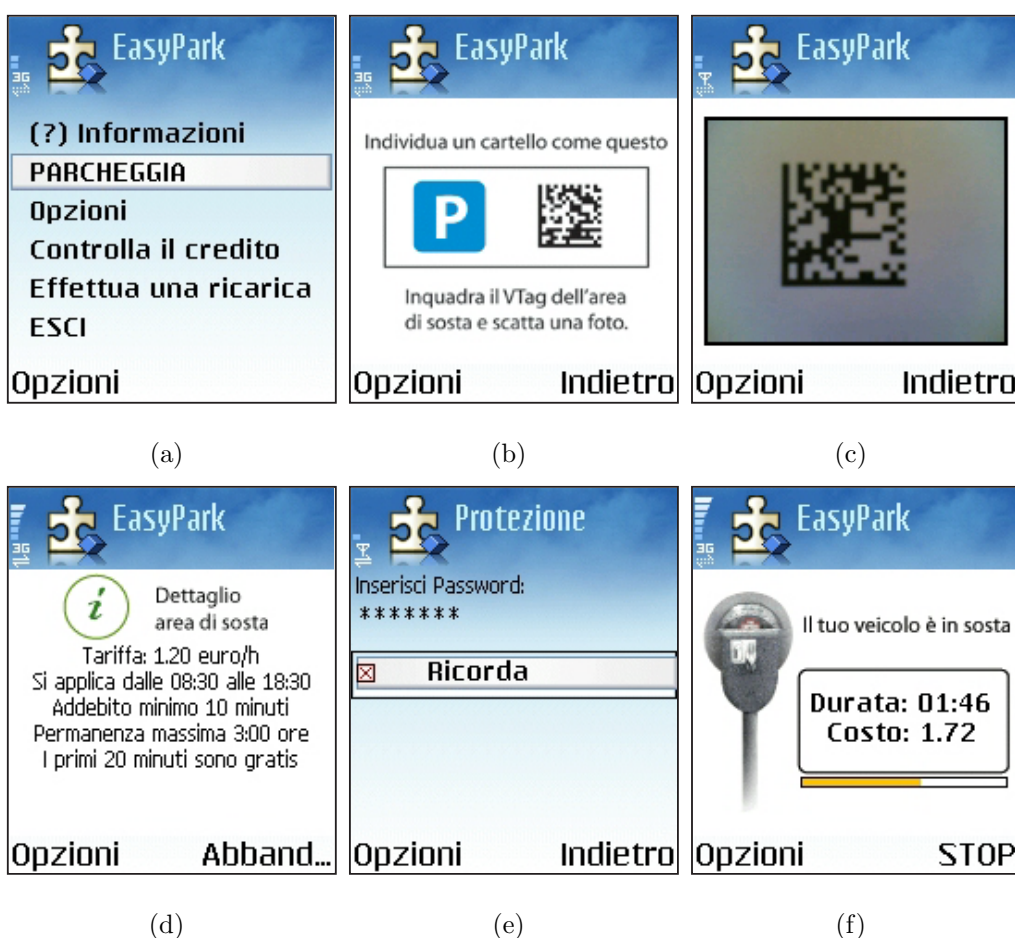 EasyPark
3G
(?) Informazioni
PARCHEGGIA
Opzioni
Controlla il credito
Effettua una ricarica
ESCI
Opzioni
(a)
EasyPark
3G
Individua un cartello come questo
P
Inquadra il VTag dell'area
di sosta e scatta una foto.
Opzioni Indietro
(b)
EasyPark
Opzioni Indietro
(c)
EasyPark
3G
i
Dettaglio
area di sosta
Tariffa: 1.20 euro/h
Si applica dalle 08:30 alle 18:30
Addebito minimo 10 minuti
Permanenza massima 3:00 ore
I primi 20 minuti sono gratis
Opzioni Abband...
(d)
Protezione
Inserisci Password:
*******
Ricorda
Opzioni Indietro
(e)
EasyPark
3G
Il tuo veicolo è in sosta
Durata: 01:46
Costo: 1.72
Opzioni STOP
(f)